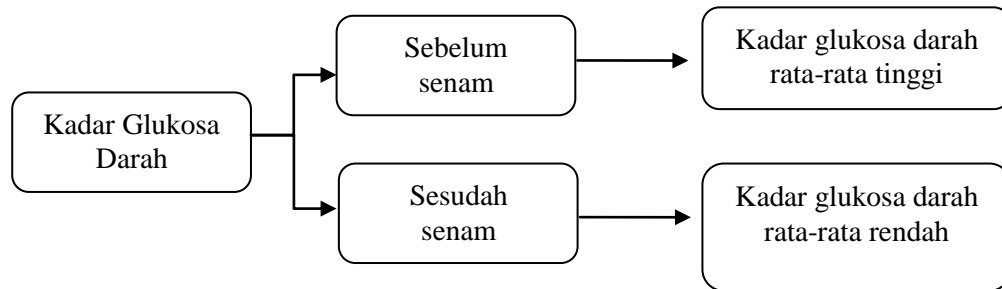 Kadar Glukosa
Darah
Sebelum
senam
Kadar glukosa darah
rata-rata tinggi
Sesudah
senam
Kadar glukosa darah
rata-rata rendah